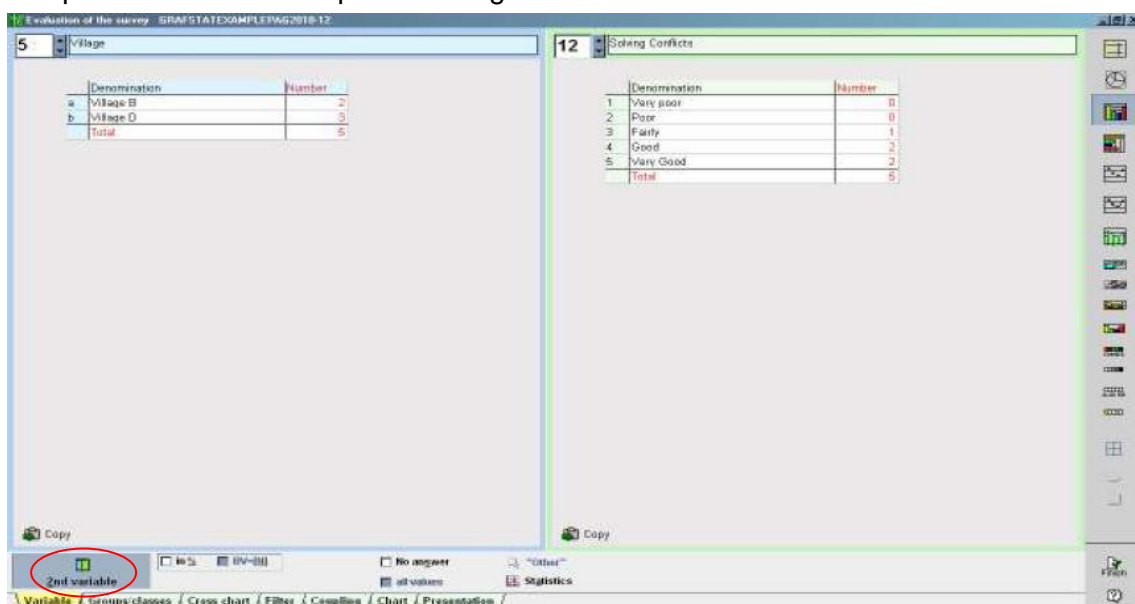 Evaluation of the survey GRAFSTATEXAMPLEPAG2018-12
5 Village
Denomination Number
a Village B 2
b Village D 3
Total 5
Copy
12 Solving Conflicts
Denomination Number
1 Very poor 0
2 Poor 0
3 Fairly 1
4 Good 2
5 Very Good 2
Total 5
Copy
2nd variable
in %
No answer
all values
"Other"
Statistics
Finish
Variable Groups/classes Cross chart Filter Coupling Chart Presentation